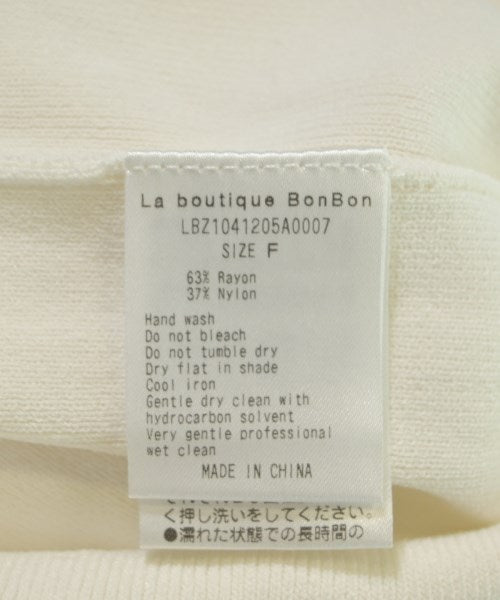 La boutique BonBon
LBZ1041205A0007
SIZE F
63% Rayon
37% Nylon
Hand wash
Do not bleach
Do not tumble dry
Dry flat in shade
Cool iron
Gentle dry clean with
hydrocarbon solvent
Very gentle professional
wet clean
MADE IN CHINA
く押し洗いをしてください。
●濡れた状態での長時間の